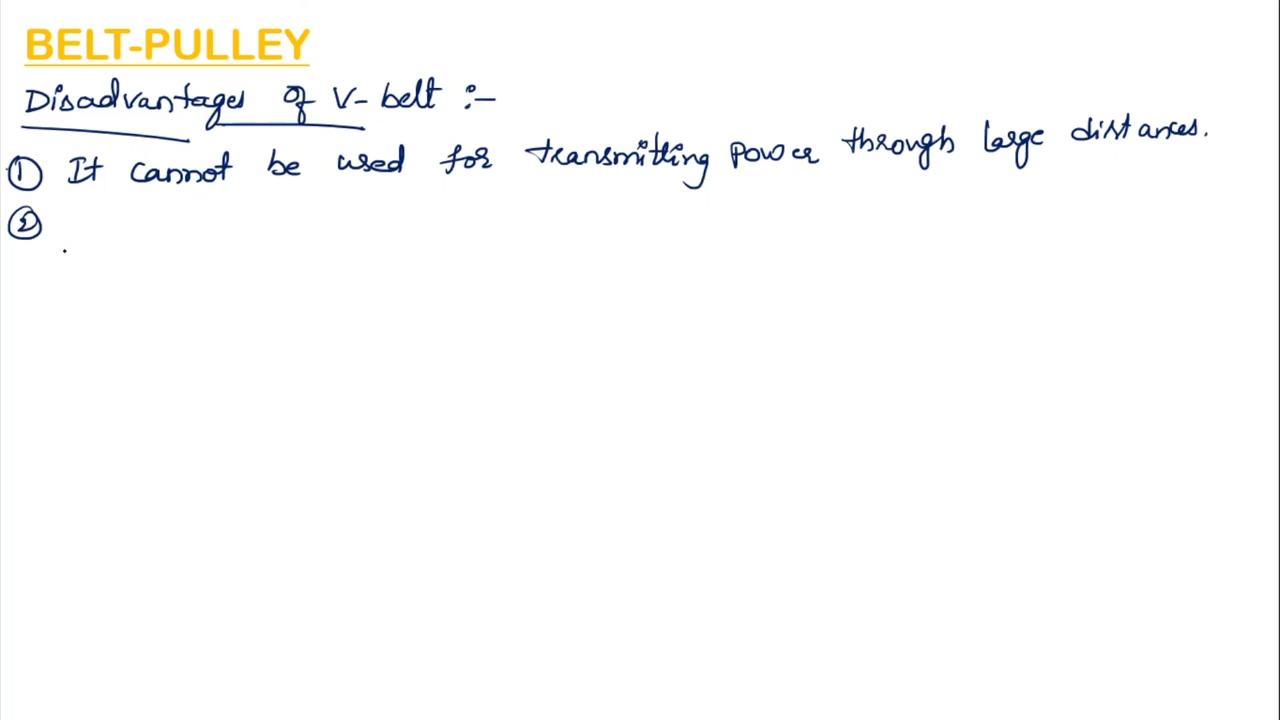 BELT-PULLEY
Disadvantages of V-belt :-
① It cannot be used for transmitting power through large distances.
②